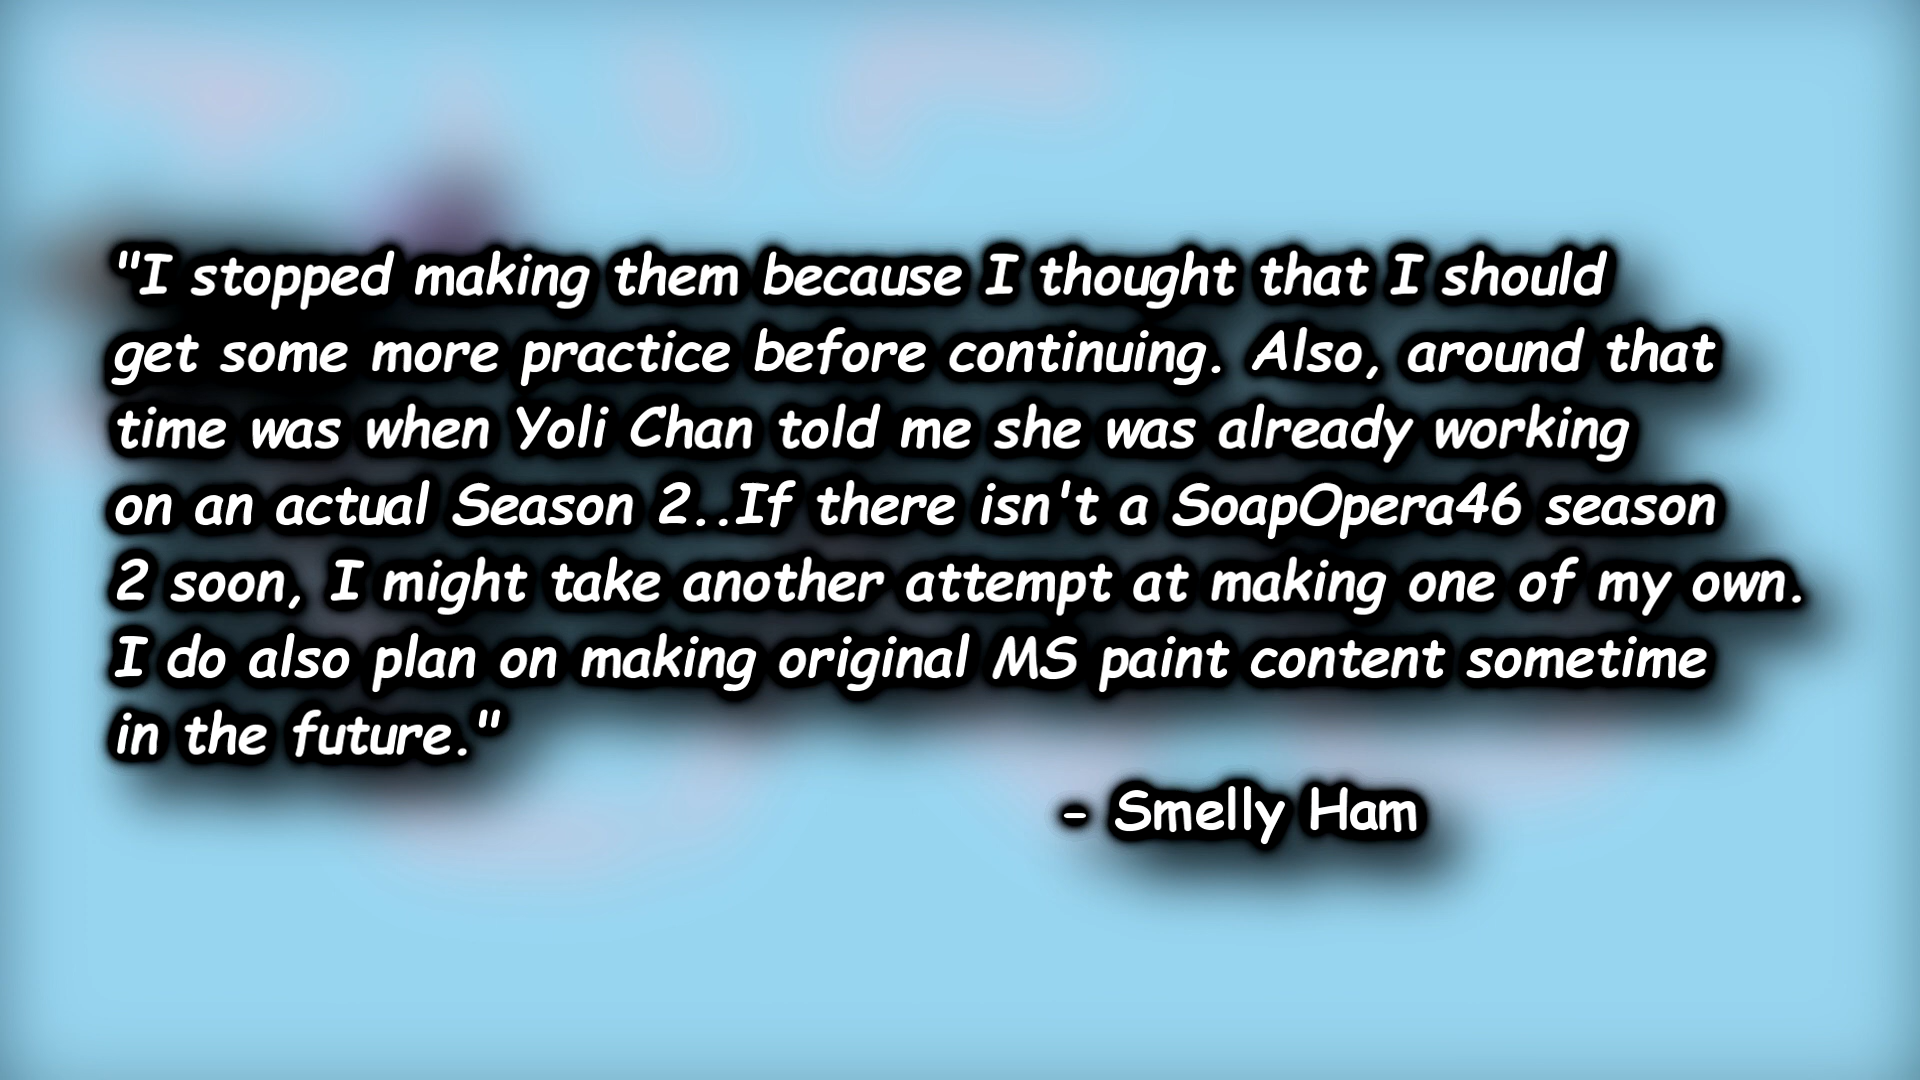 "I stopped making them because I thought that I should
get some more practice before continuing. Also, around that
time was when Yoli Chan told me she was already working
on an actual Season 2..If there isn't a SoapOpera46 season
2 soon, I might take another attempt at making one of my own.
I do also plan on making original MS paint content sometime
in the future."
- Smelly Ham